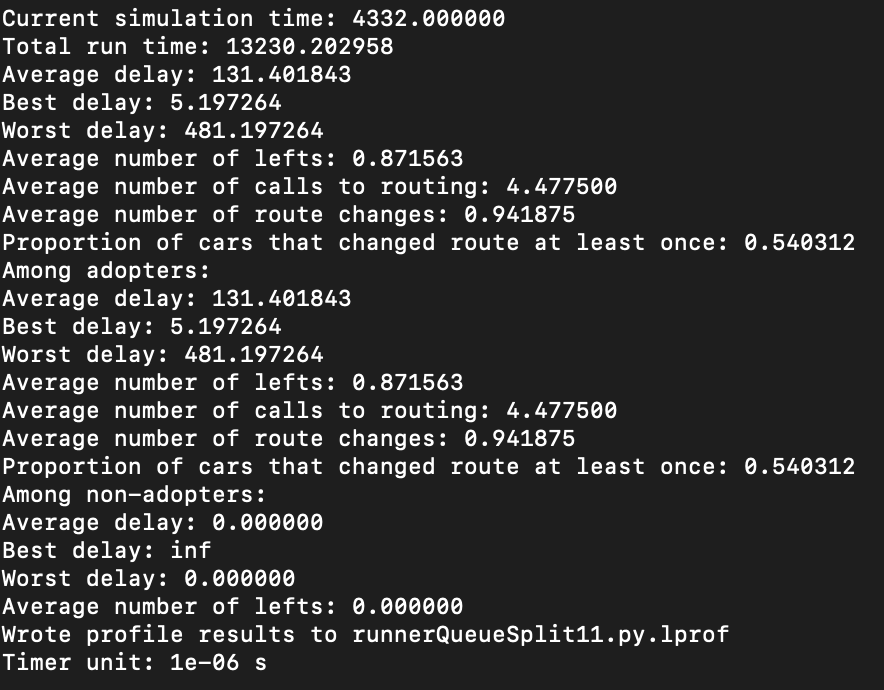 Current simulation time: 4332.000000
Total run time: 13230.202958
Average delay: 131.401843
Best delay: 5.197264
Worst delay: 481.197264
Average number of lefts: 0.871563
Average number of calls to routing: 4.477500
Average number of route changes: 0.941875
Proportion of cars that changed route at least once: 0.540312
Among adopters:
Average delay: 131.401843
Best delay: 5.197264
Worst delay: 481.197264
Average number of lefts: 0.871563
Average number of calls to routing: 4.477500
Average number of route changes: 0.941875
Proportion of cars that changed route at least once: 0.540312
Among non-adopters:
Average delay: 0.000000
Best delay: inf
Worst delay: 0.000000
Average number of lefts: 0.000000
Wrote profile results to runnerQueueSplit11.py.lprof
Timer unit: 1e-06 s